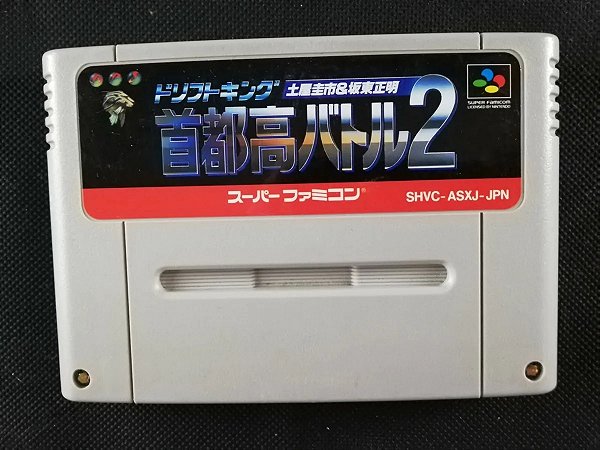 ドリフトキング 土屋圭市&坂東正明
首都高バトル2
SUPER FAMICOM
LICENSED BY NINTENDO
スーパーファミコン®
SHVC-ASXJ-JPN